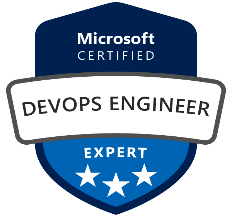 Microsoft
CERTIFIED
DEVOPS ENGINEER
EXPERT